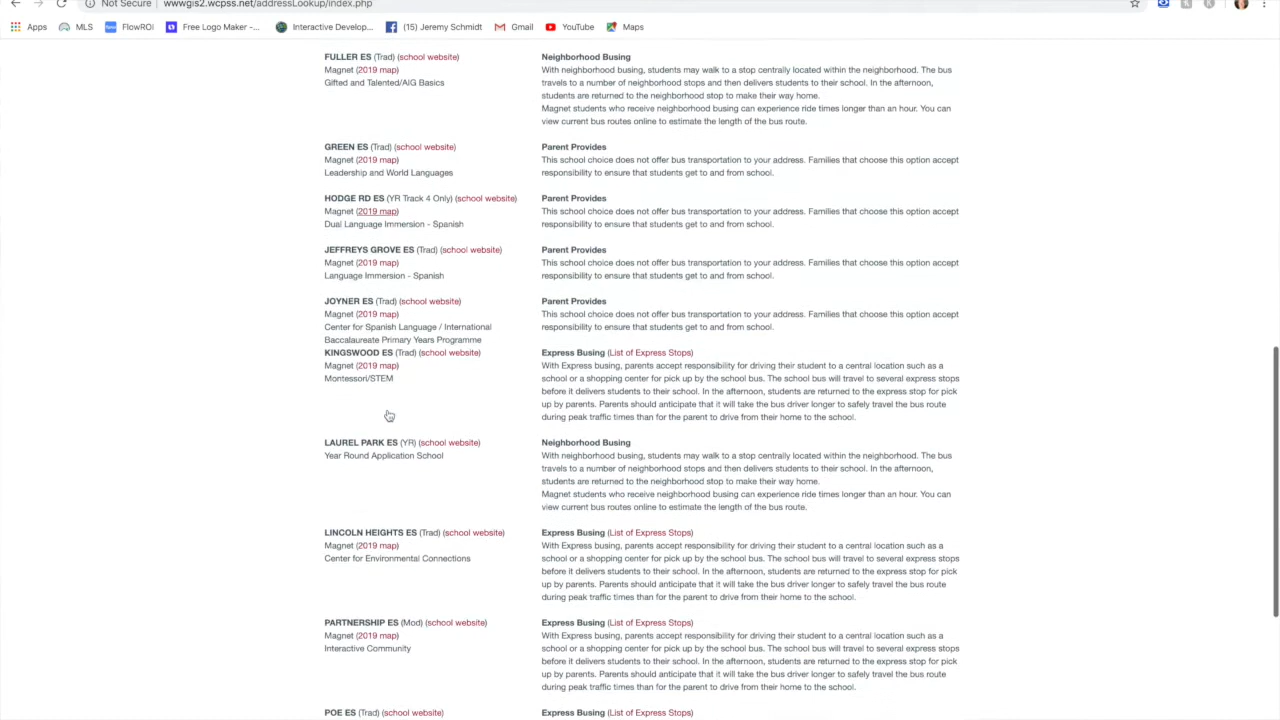 Not Secure wwwgis2.wcpss.net/addressLookup/index.php
Apps MLS FlowROI Free Logo Maker -... Interactive Develop... (15) Jeremy Schmidt Gmail YouTube Maps
FULLER ES (Trad) (school website)
Magnet (2019 map)
Gifted and Talented/AIG Basics
Neighborhood Busing
With neighborhood busing, students may walk to a stop centrally located within the neighborhood. The bus
travels to a number of neighborhood stops and then delivers students to their school. In the afternoon,
students are returned to the neighborhood stop to make their way home.
Magnet students who receive neighborhood busing can experience ride times longer than an hour. You can
view current bus routes online to estimate the length of the bus route.
GREEN ES (Trad) (school website)
Magnet (2019 map)
Leadership and World Languages
Parent Provides
This school choice does not offer bus transportation to your address. Families that choose this option accept
responsibility to ensure that students get to and from school.
HODGE RD ES (YR Track 4 Only) (school website)
Magnet (2019 map)
Dual Language Immersion - Spanish
Parent Provides
This school choice does not offer bus transportation to your address. Families that choose this option accept
responsibility to ensure that students get to and from school.
JEFFREYS GROVE ES (Trad) (school website)
Magnet (2019 map)
Language Immersion - Spanish
Parent Provides
This school choice does not offer bus transportation to your address. Families that choose this option accept
responsibility to ensure that students get to and from school.
JOYNER ES (Trad) (school website)
Magnet (2019 map)
Center for Spanish Language / International
Baccalaureate Primary Years Programme
Parent Provides
This school choice does not offer bus transportation to your address. Families that choose this option accept
responsibility to ensure that students get to and from school.
KINGSWOOD ES (Trad) (school website)
Magnet (2019 map)
Montessori/STEM
Express Busing (List of Express Stops)
With Express busing, parents accept responsibility for driving their student to a central location such as a
school or a shopping center for pick up by the school bus. The school bus will travel to several express stops
before it delivers students to their school. In the afternoon, students are returned to the express stop for pick
up by parents. Parents should anticipate that it will take the bus driver longer to safely travel the bus route
during peak traffic times than for the parent to drive from their home to the school.
LAUREL PARK ES (YR) (school website)
Year Round Application School
Neighborhood Busing
With neighborhood busing, students may walk to a stop centrally located within the neighborhood. The bus
travels to a number of neighborhood stops and then delivers students to their school. In the afternoon,
students are returned to the neighborhood stop to make their way home.
Magnet students who receive neighborhood busing can experience ride times longer than an hour. You can
view current bus routes online to estimate the length of the bus route.
LINCOLN HEIGHTS ES (Trad) (school website)
Magnet (2019 map)
Center for Environmental Connections
Express Busing (List of Express Stops)
With Express busing, parents accept responsibility for driving their student to a central location such as a
school or a shopping center for pick up by the school bus. The school bus will travel to several express stops
before it delivers students to their school. In the afternoon, students are returned to the express stop for pick
up by parents. Parents should anticipate that it will take the bus driver longer to safely travel the bus route
during peak traffic times than for the parent to drive from their home to the school.
PARTNERSHIP ES (Mod) (school website)
Magnet (2019 map)
Interactive Community
Express Busing (List of Express Stops)
With Express busing, parents accept responsibility for driving their student to a central location such as a
school or a shopping center for pick up by the school bus. The school bus will travel to several express stops
before it delivers students to their school. In the afternoon, students are returned to the express stop for pick
up by parents. Parents should anticipate that it will take the bus driver longer to safely travel the bus route
during peak traffic times than for the parent to drive from their home to the school.
POE ES (Trad) (school website)
Express Busing (List of Express Stops)